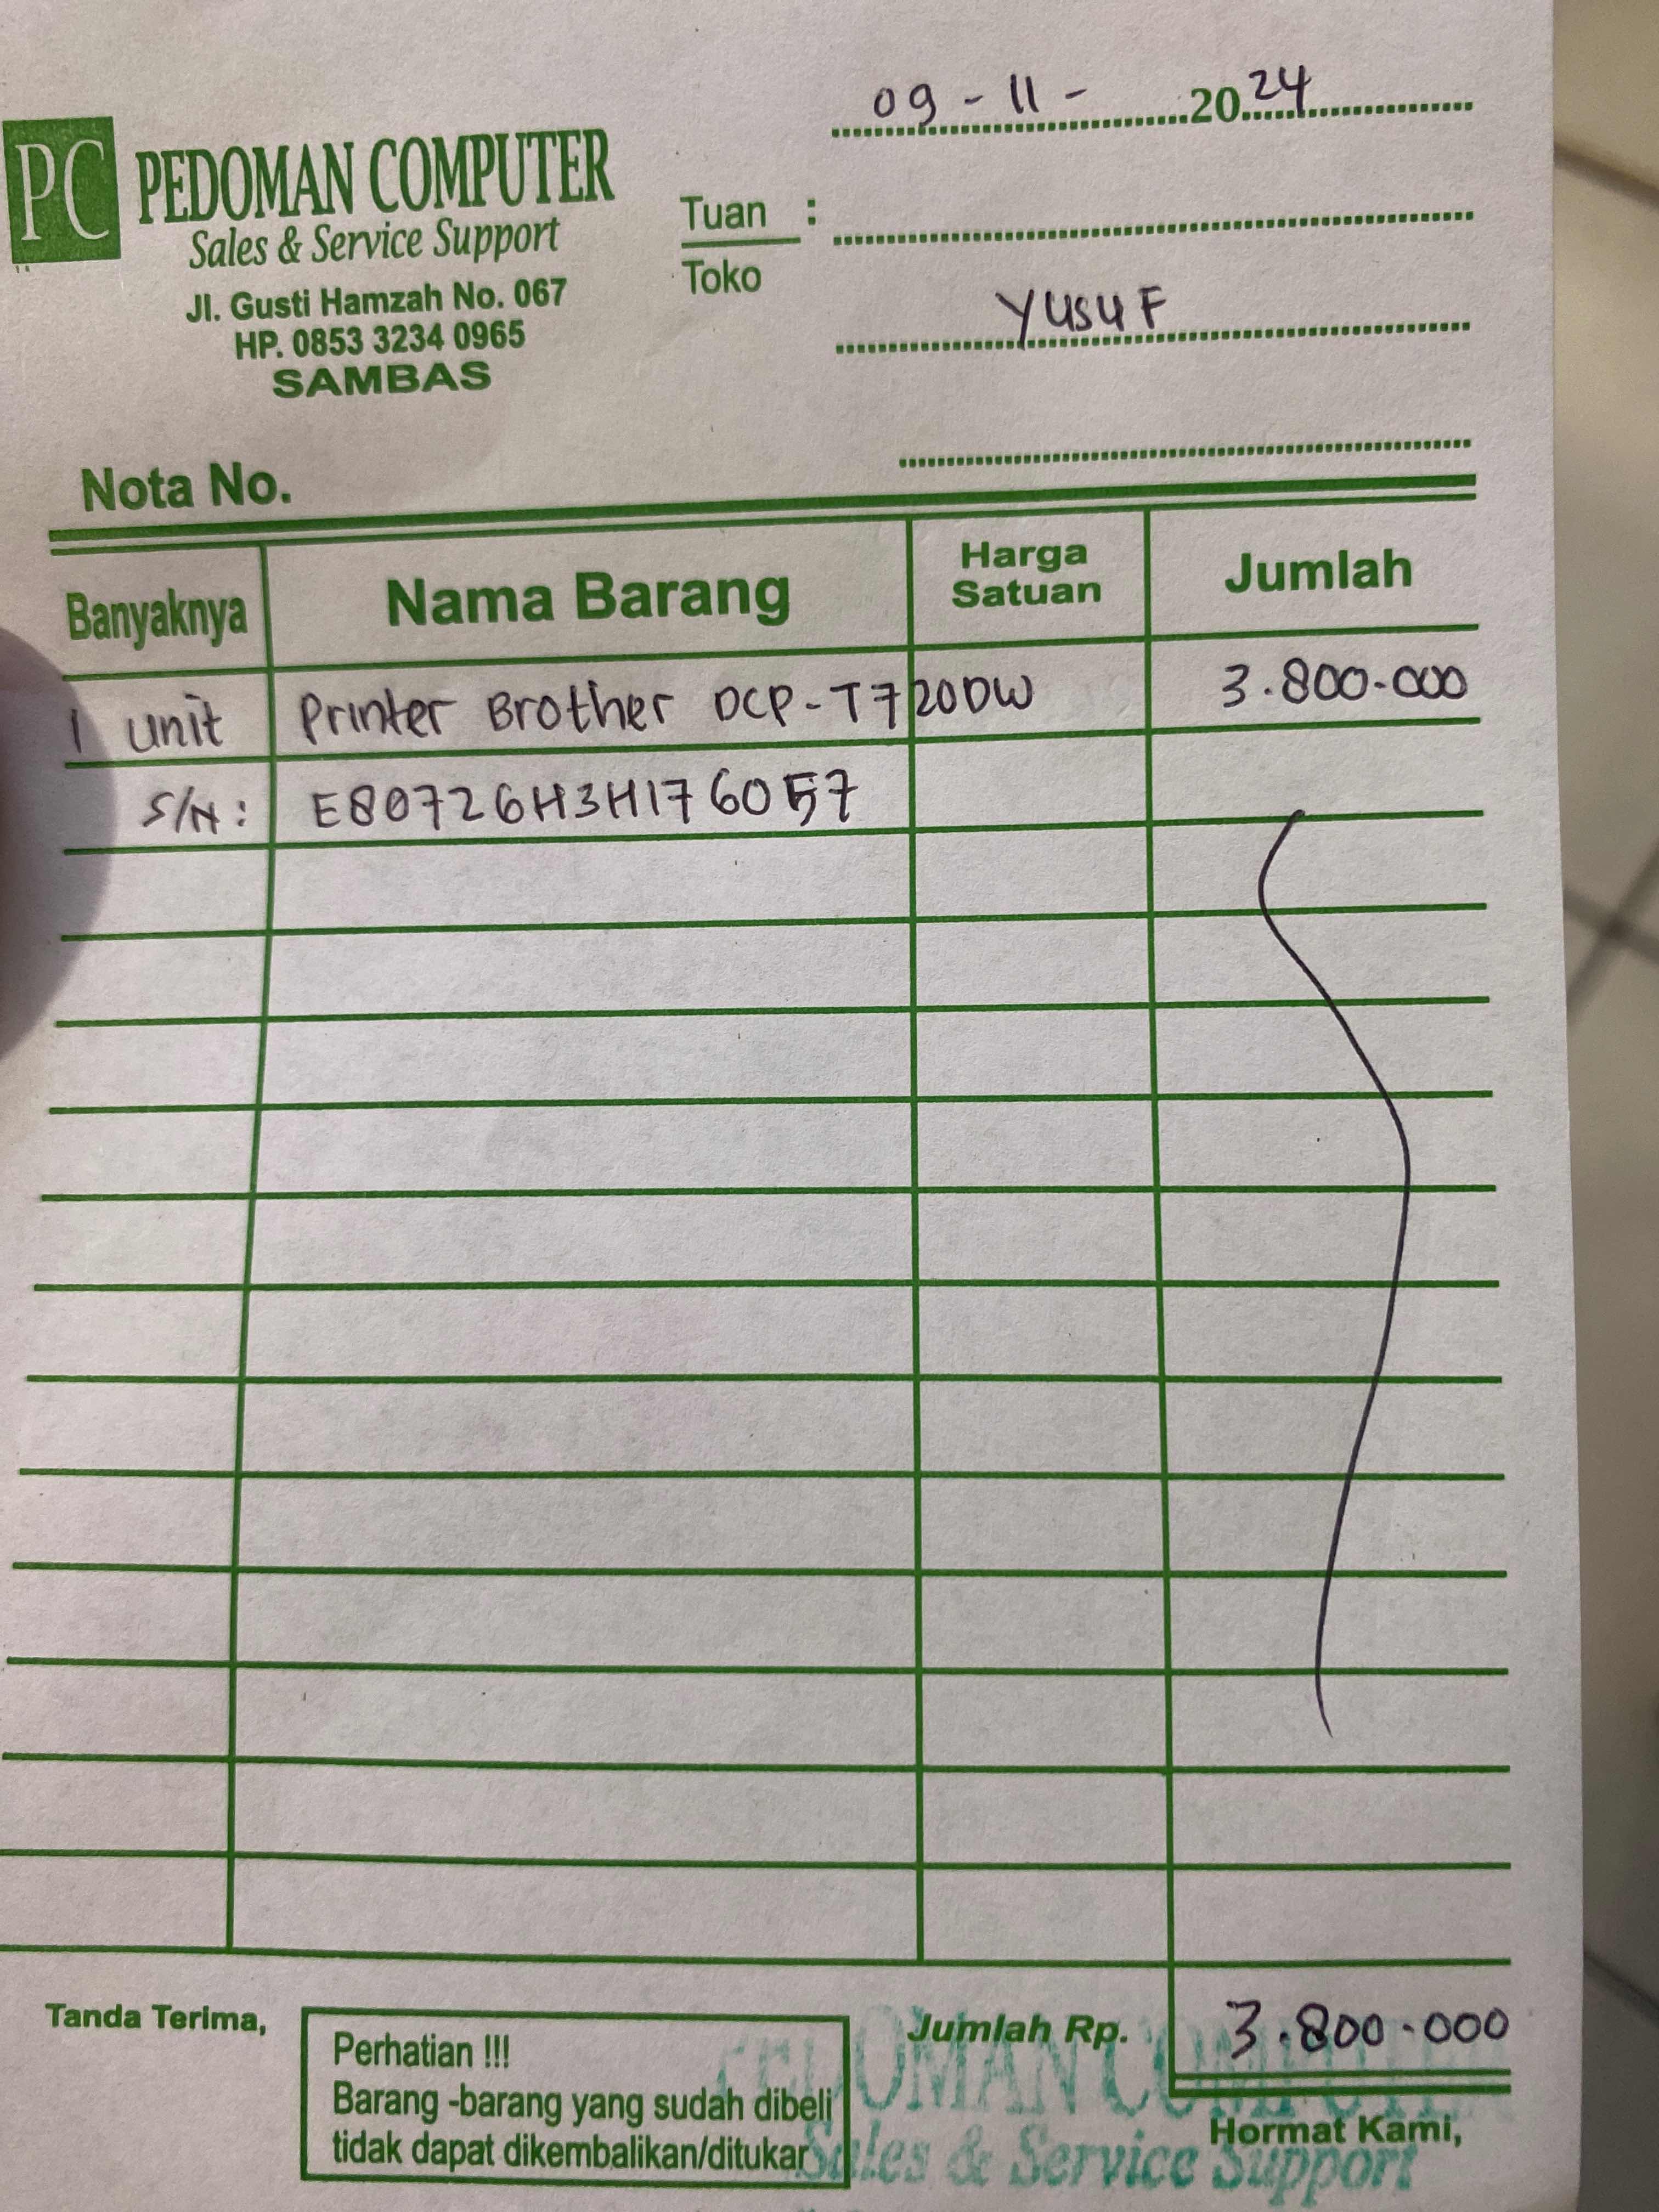 09 - 11 - 2024
PC PEDOMAN COMPUTER
Sales & Service Support
Jl. Gusti Hamzah No. 067
HP. 0853 3234 0965
SAMBAS
Tuan :
Toko
Yusuf
Nota No.
Banyaknya Nama Barang Harga Satuan Jumlah
1 Unit Printer Brother DCP-T720DW 3.800.000
S/N: E80726H3H176057
Tanda Terima,
Perhatian !!!
Barang -barang yang sudah dibeli
tidak dapat dikembalikan/ditukar
Jumlah Rp. 3.800.000
Hormat Kami,
PEDOMAN COMPUTER
Sales & Service Support